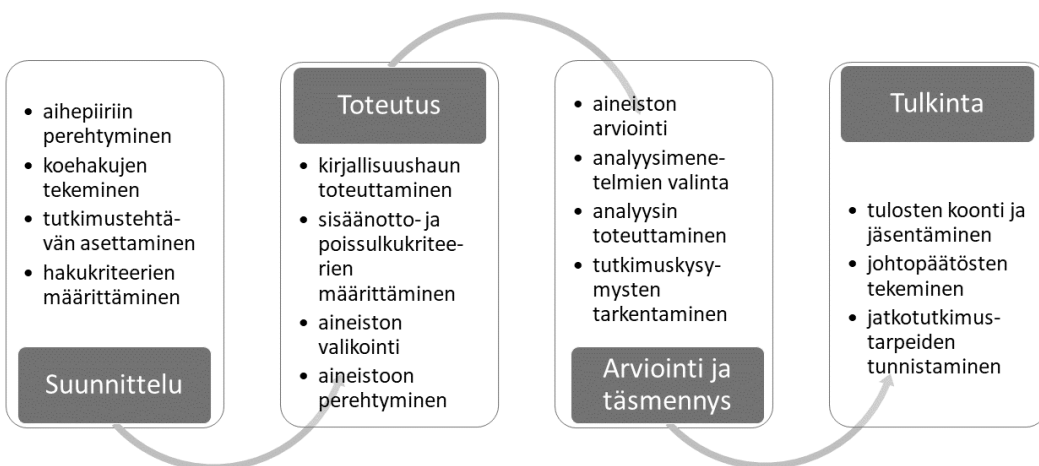 • aihepiiriin
perehtyminen
• koehakujen
tekeminen
• tutkimustehtä-
vän asettaminen
• hakukriteerien
määrittäminen
Suunnittelu
Toteutus
• kirjallisuushaun
toteuttaminen
• sisäänotto- ja
poissulkukritee-
rien
määrittäminen
• aineiston
valikointi
• aineistoon
perehtyminen
• aineiston
arviointi
• analyysimene-
telmien valinta
• analyysin
toteuttaminen
• tutkimuskysy-
mysten
tarkentaminen
Arviointi ja
täsmennys
Tulkinta
• tulosten koonti ja
jäsentäminen
• johtopäätösten
tekeminen
• jatkotutkimus-
tarpeiden
tunnistaminen